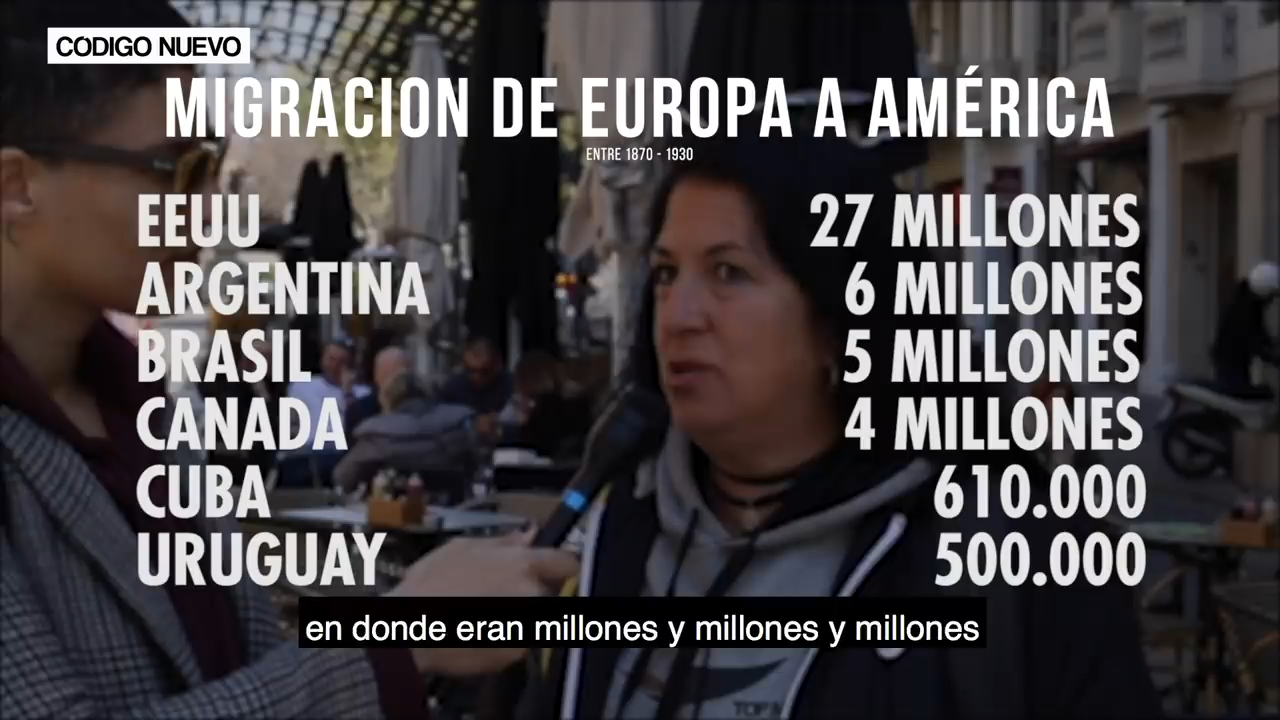 CÓDIGO NUEVO
MIGRACION DE EUROPA A AMÉRICA
ENTRE 1870 - 1930
EEUU 27 MILLONES
ARGENTINA 6 MILLONES
BRASIL 5 MILLONES
CANADA 4 MILLONES
CUBA 610.000
URUGUAY 500.000
en donde eran millones y millones y millones